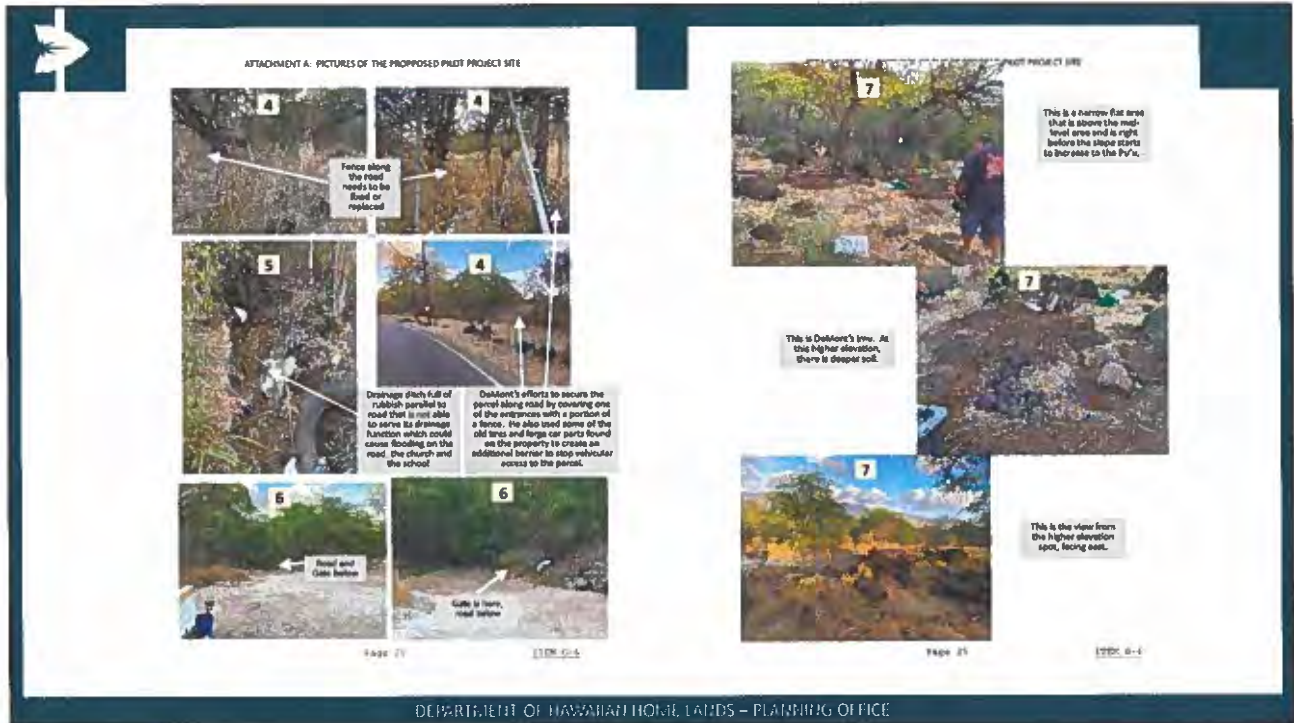 ATTACHMENT A: PICTURES OF THE PROPPOSED PILOT PROJECT SITE
4
4
Fence along
the road
needs to be
fixed or
replaced
5
4
Drainage ditch full of
rubbish parallel to
road that is not able
to serve its drainage
function which could
cause flooding on the
road, the church and
the school
DeMont's efforts to secure the
parcel along road by covering one
of the entrances with a portion of
a fence. He also used some of the
old tires and large car parts found
on the property to create an
additional barrier to stop vehicular
access to the parcel.
6
6
Road and
Gate below
Gate is here,
road below
Page
ITEM G-4
PILOT PROJECT SITE
7
This is a narrow flat area
that is above the mid-
level area and is right
before the slope starts
to increase to the Pu'u.
7
This is DeMont's imu. At
this higher elevation,
there is deeper soil.
7
This is the view from
the higher elevation
spot, facing east.
Page
DEPARTMENT OF HAWAIIAN HOME LANDS – PLANNING OFFICE